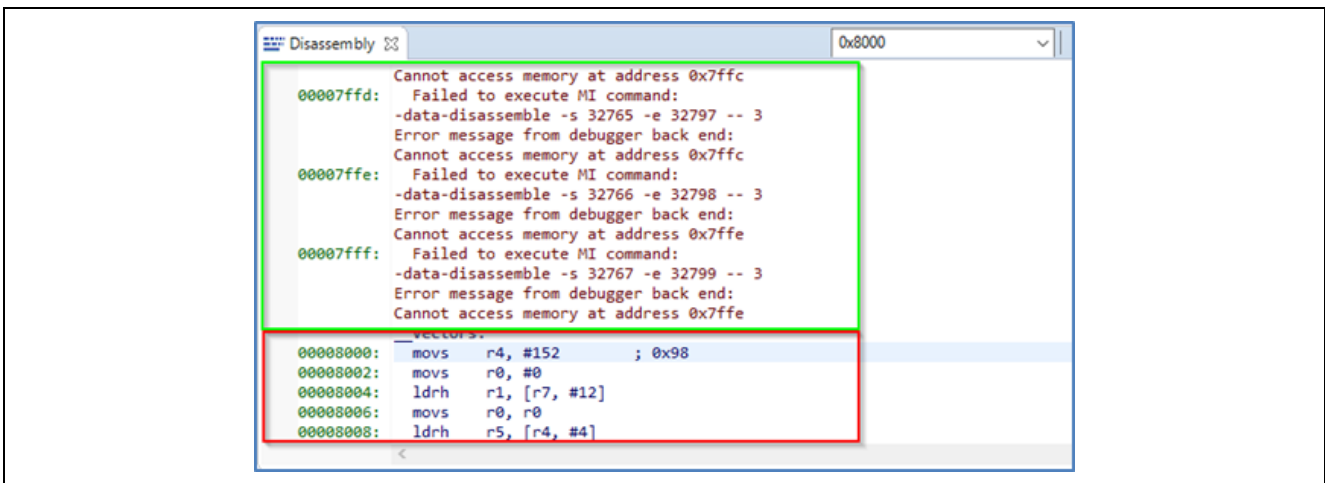 Disassembly
0x8000
Cannot access memory at address 0x7ffc
00007ffd: Failed to execute MI command:
-data-disassemble -s 32765 -e 32797 -- 3
Error message from debugger back end:
Cannot access memory at address 0x7ffc
00007ffe: Failed to execute MI command:
-data-disassemble -s 32766 -e 32798 -- 3
Error message from debugger back end:
Cannot access memory at address 0x7ffe
00007fff: Failed to execute MI command:
-data-disassemble -s 32767 -e 32799 -- 3
Error message from debugger back end:
Cannot access memory at address 0x7ffe
__Vectors:
00008000: movs r4, #152 ; 0x98
00008002: movs r0, #0
00008004: ldrh r1, [r7, #12]
00008006: movs r0, r0
00008008: ldrh r5, [r4, #4]